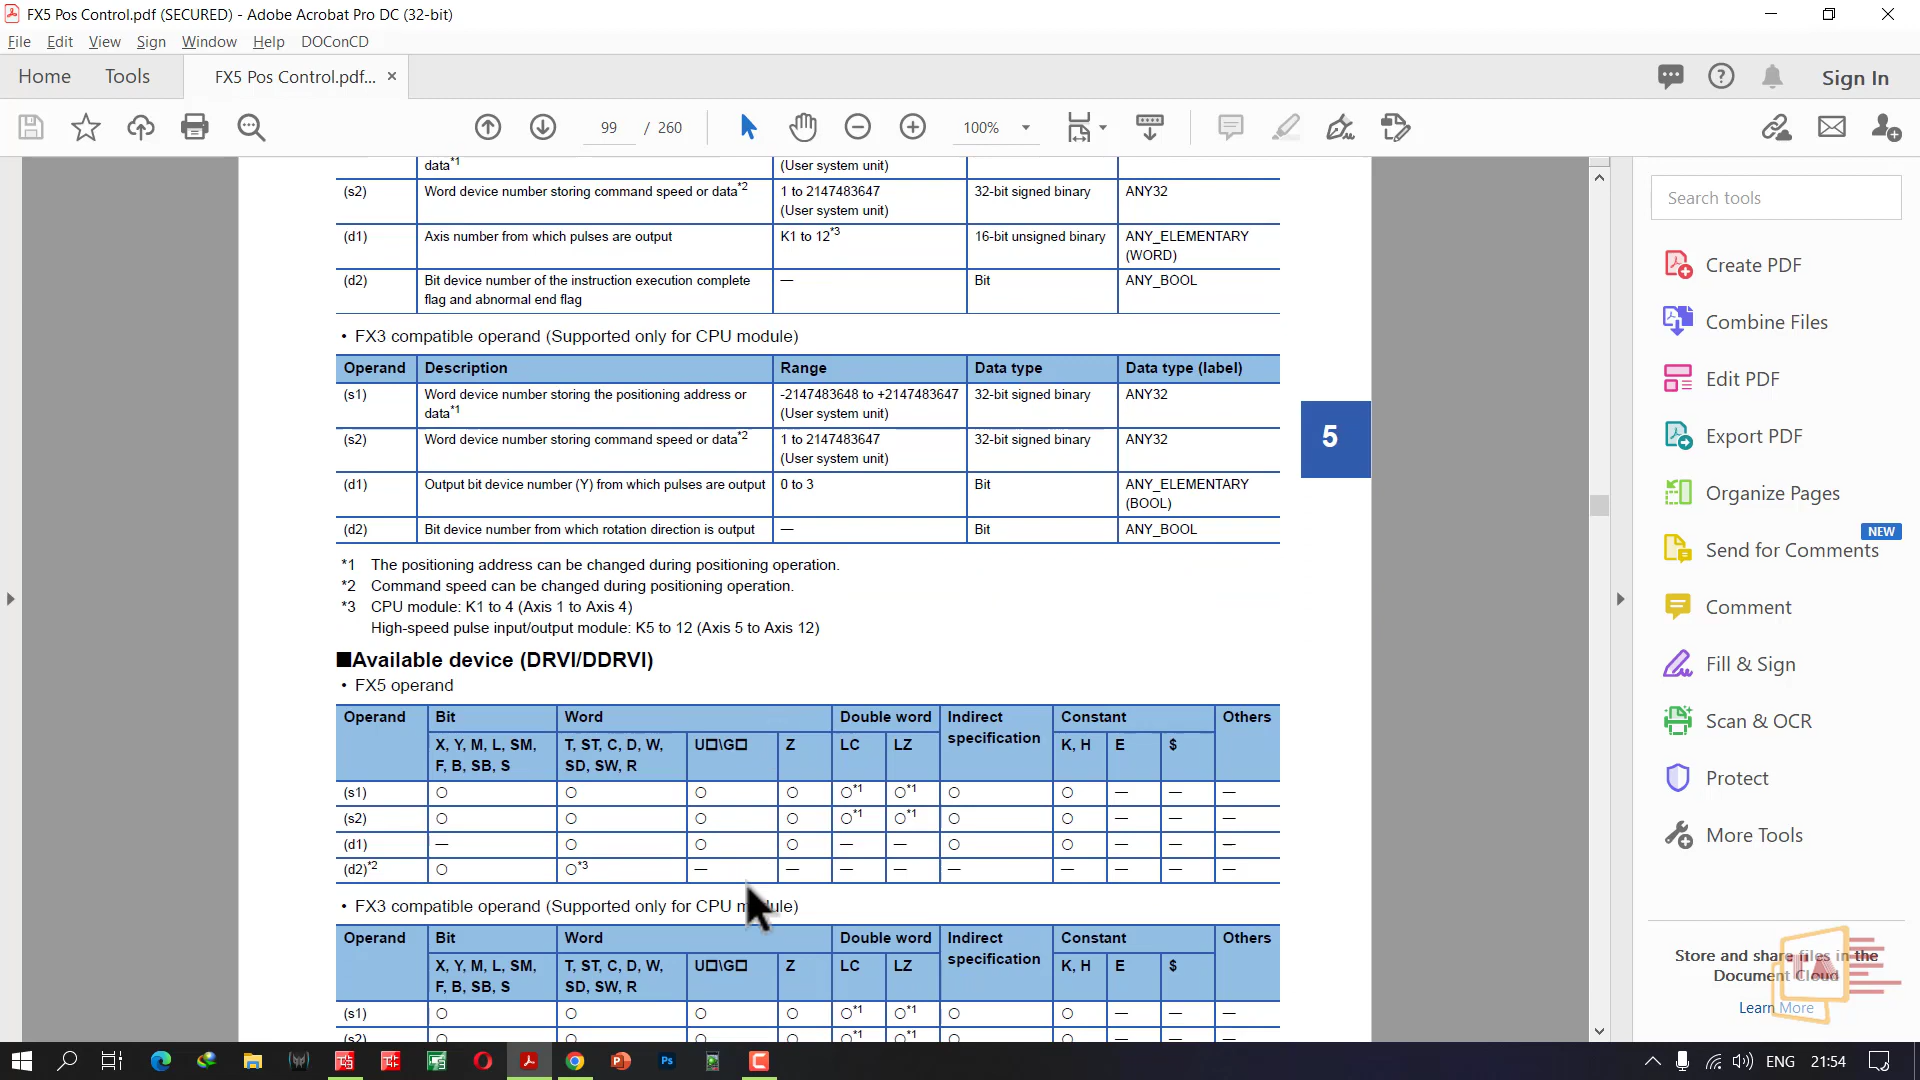 FX5 Pos Control.pdf (SECURED) - Adobe Acrobat Pro DC (32-bit)
File Edit View Sign Window Help DOConCD
Home Tools FX5 Pos Control.pdf... × Sign In
99 / 260 100%
data*1 (User system unit)
(s2) Word device number storing command speed or data*2 1 to 2147483647 32-bit signed binary ANY32
(User system unit)
(d1) Axis number from which pulses are output K1 to 12*3 16-bit unsigned binary ANY_ELEMENTARY
(WORD)
(d2) Bit device number of the instruction execution complete — Bit ANY_BOOL
flag and abnormal end flag
• FX3 compatible operand (Supported only for CPU module)
Operand Description Range Data type Data type (label)
(s1) Word device number storing the positioning address or -2147483648 to +2147483647 32-bit signed binary ANY32
data*1 (User system unit)
(s2) Word device number storing command speed or data*2 1 to 2147483647 32-bit signed binary ANY32
(User system unit)
(d1) Output bit device number (Y) from which pulses are output 0 to 3 Bit ANY_ELEMENTARY
(BOOL)
(d2) Bit device number from which rotation direction is output — Bit ANY_BOOL
5
*1 The positioning address can be changed during positioning operation.
*2 Command speed can be changed during positioning operation.
*3 CPU module: K1 to 4 (Axis 1 to Axis 4)
High-speed pulse input/output module: K5 to 12 (Axis 5 to Axis 12)
■Available device (DRVI/DDRVI)
• FX5 operand
Operand Bit Word Double word Indirect specification Constant Others
X, Y, M, L, SM, F, B, SB, S T, ST, C, D, W, SD, SW, R U□\G□ Z LC LZ K, H E $
(s1) ○ ○ ○ ○ ○*1 ○*1 ○ ○ — — —
(s2) ○ ○ ○ ○ ○*1 ○*1 ○ ○ — — —
(d1) — ○ ○ ○ — — ○ ○ — — —
(d2)*2 ○ ○*3 — — — — — — — — —
• FX3 compatible operand (Supported only for CPU module)
Operand Bit Word Double word Indirect specification Constant Others
X, Y, M, L, SM, F, B, SB, S T, ST, C, D, W, SD, SW, R U□\G□ Z LC LZ K, H E $
(s1) ○ ○ ○ ○ ○*1 ○*1 ○ ○ — — —
(s2) ○ ○ ○ ○ ○*1 ○*1 ○ ○ — — —
Search tools
Create PDF
Combine Files
Edit PDF
Export PDF
Organize Pages
NEW
Send for Comments
Comment
Fill & Sign
Scan & OCR
Protect
More Tools
Store and share files in the
Document Cloud
Learn More
ENG 21:54